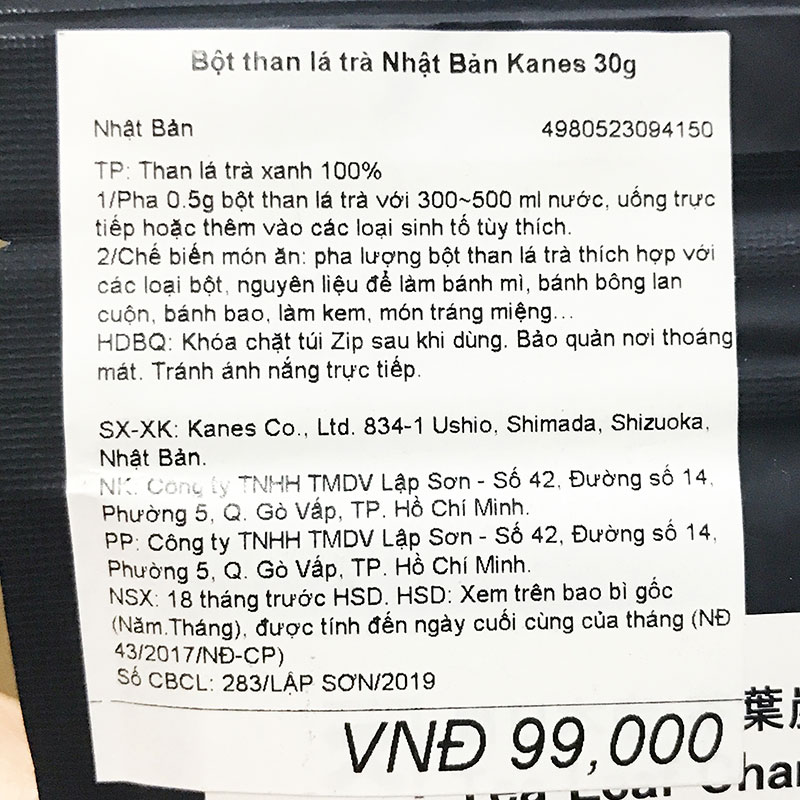 Bột than lá trà Nhật Bản Kanes 30g
Nhật Bản 4980523094150
TP: Than lá trà xanh 100%
1/Pha 0.5g bột than lá trà với 300~500 ml nước, uống trực
tiếp hoặc thêm vào các loại sinh tố tùy thích.
2/Chế biến món ăn: pha lượng bột than lá trà thích hợp với
các loại bột, nguyên liệu để làm bánh mì, bánh bông lan
cuộn, bánh bao, làm kem, món tráng miệng...
HDBQ: Khóa chặt túi Zip sau khi dùng. Bảo quản nơi thoáng
mát. Tránh ánh nắng trực tiếp.
SX-XK: Kanes Co., Ltd. 834-1 Ushio, Shimada, Shizuoka,
Nhật Bản.
NK: Công ty TNHH TMDV Lập Sơn - Số 42, Đường số 14,
Phường 5, Q. Gò Vấp, TP. Hồ Chí Minh.
PP: Công ty TNHH TMDV Lập Sơn - Số 42, Đường số 14,
Phường 5, Q. Gò Vấp, TP. Hồ Chí Minh.
NSX: 18 tháng trước HSD. HSD: Xem trên bao bì gốc
(Năm.Tháng), được tính đến ngày cuối cùng của tháng (NĐ
43/2017/NĐ-CP)
Số CBCL: 283/LẬP SƠN/2019
VNĐ 99,000
葉炭
Tea Leaf Char